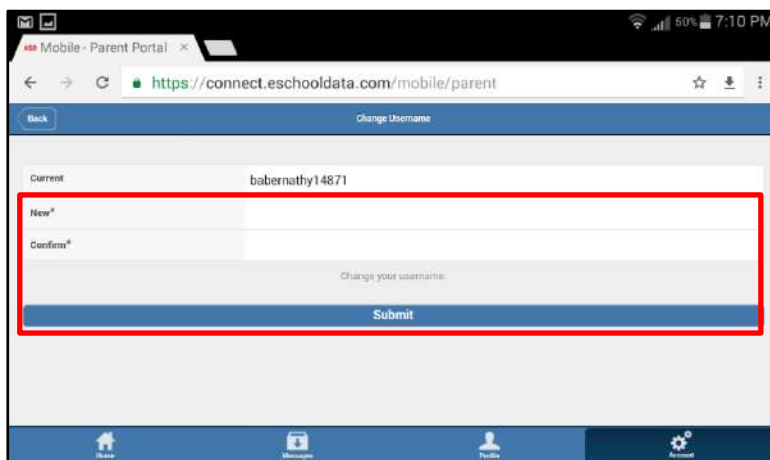 50% 7:10 PM
Mobile - Parent Portal ×
https://connect.eschooldata.com/mobile/parent
Back Change Username
Current babernathy14871
New*
Confirm*
Change your username.
Submit
Home Messages Profile Account